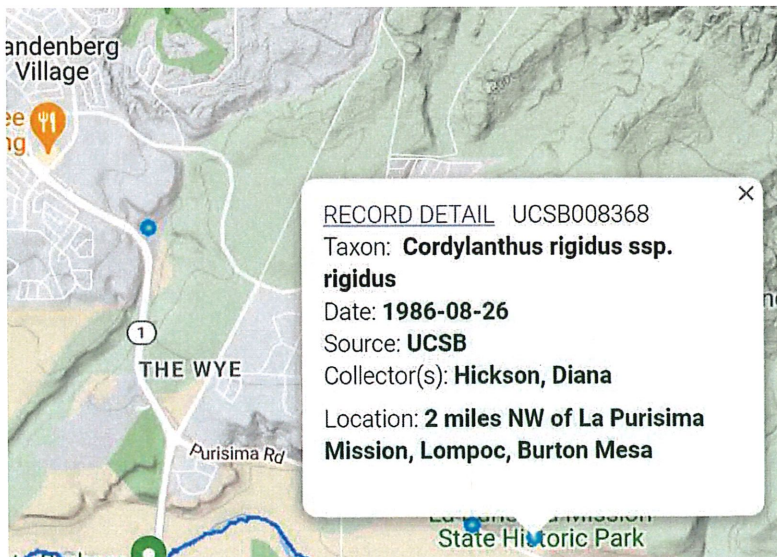 andenberg
Village
ee
ng
RECORD DETAIL UCSB008368
Taxon: Cordylanthus rigidus ssp.
rigidus
Date: 1986-08-26
Source: UCSB
Collector(s): Hickson, Diana
Location: 2 miles NW of La Purisima
Mission, Lompoc, Burton Mesa
1
THE WYE
Purisima Rd
State Historic Park